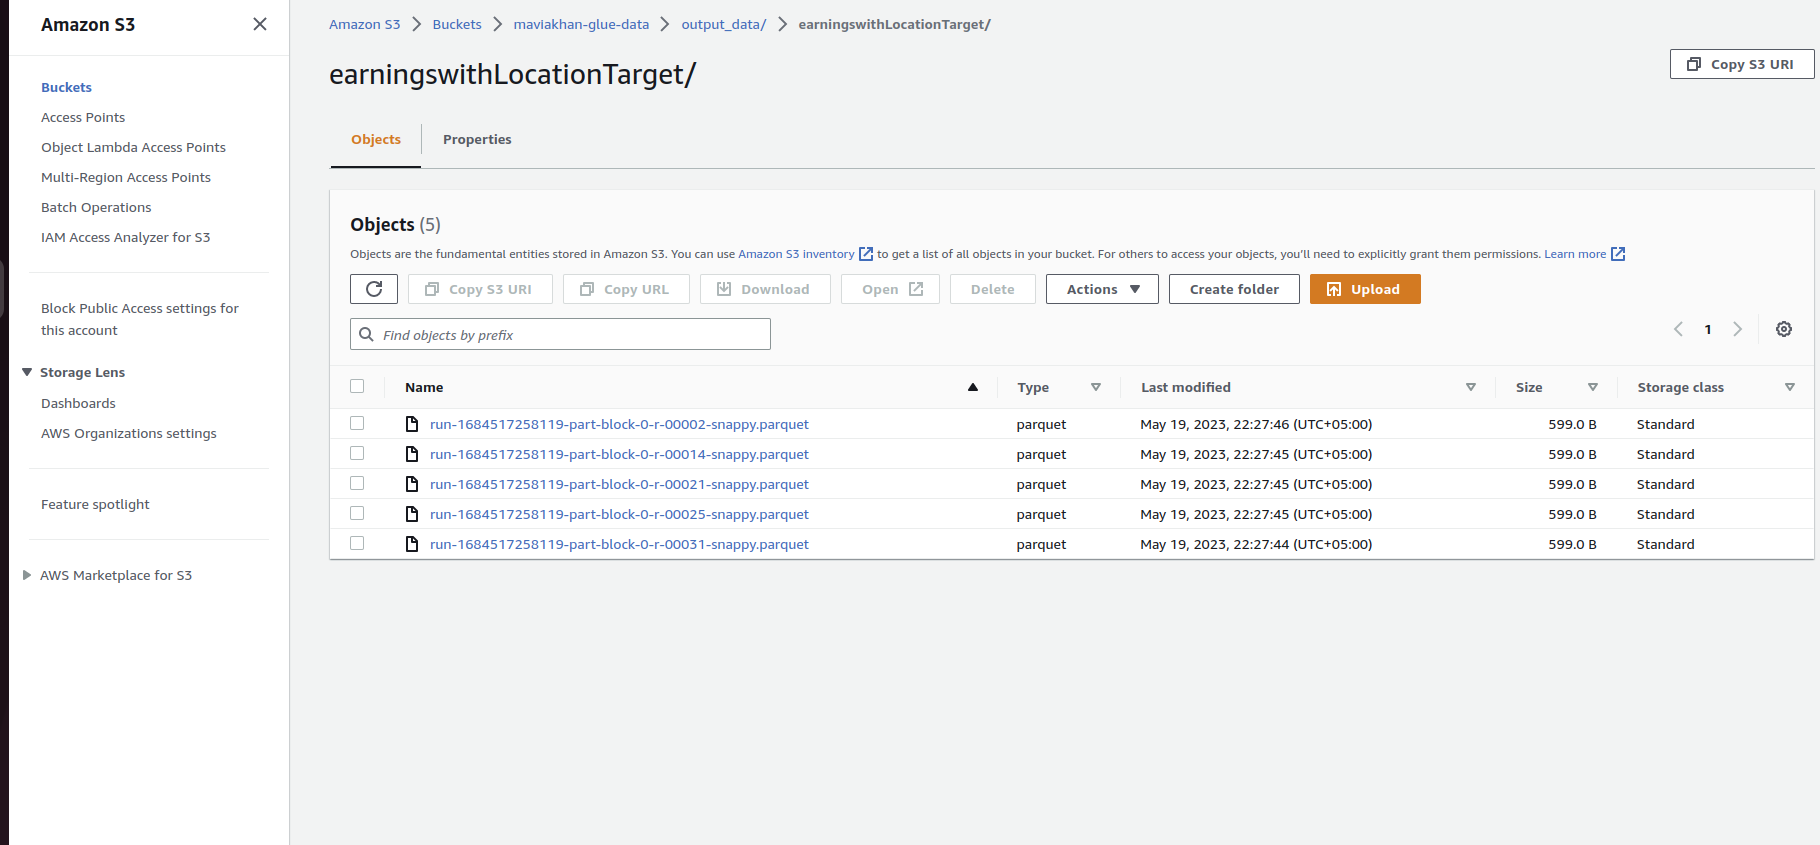 Amazon S3
Buckets
Access Points
Object Lambda Access Points
Multi-Region Access Points
Batch Operations
IAM Access Analyzer for S3
Block Public Access settings for
this account
Storage Lens
Dashboards
AWS Organizations settings
Feature spotlight
AWS Marketplace for S3
Amazon S3 Buckets maviakhan-glue-data output_data/ earningswithLocationTarget/
earningswithLocationTarget/
Copy S3 URI
Objects Properties
Objects (5)
Objects are the fundamental entities stored in Amazon S3. You can use Amazon S3 inventory to get a list of all objects in your bucket. For others to access your objects, you'll need to explicitly grant them permissions. Learn more
Copy S3 URI Copy URL Download Open Delete Actions Create folder Upload
Find objects by prefix
1
Name Type Last modified Size Storage class
run-1684517258119-part-block-0-r-00002-snappy.parquet parquet May 19, 2023, 22:27:46 (UTC+05:00) 599.0 B Standard
run-1684517258119-part-block-0-r-00014-snappy.parquet parquet May 19, 2023, 22:27:45 (UTC+05:00) 599.0 B Standard
run-1684517258119-part-block-0-r-00021-snappy.parquet parquet May 19, 2023, 22:27:45 (UTC+05:00) 599.0 B Standard
run-1684517258119-part-block-0-r-00025-snappy.parquet parquet May 19, 2023, 22:27:45 (UTC+05:00) 599.0 B Standard
run-1684517258119-part-block-0-r-00031-snappy.parquet parquet May 19, 2023, 22:27:44 (UTC+05:00) 599.0 B Standard